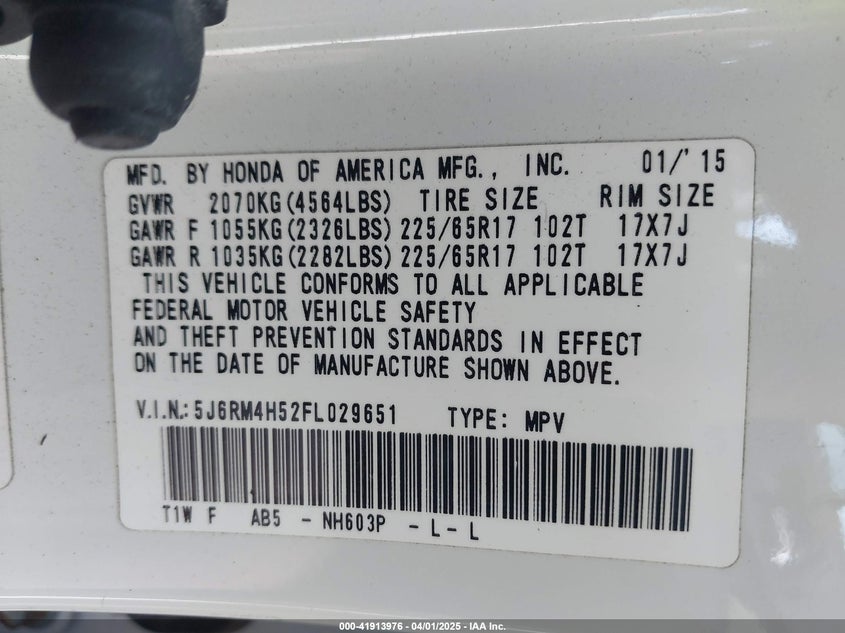 MFD. BY HONDA OF AMERICA MFG., INC. 01/'15
GVWR 2070KG(4564LBS) TIRE SIZE RIM SIZE
GAWR F 1055KG(2326LBS) 225/65R17 102T 17X7J
GAWR R 1035KG(2282LBS) 225/65R17 102T 17X7J
THIS VEHICLE CONFORMS TO ALL APPLICABLE
FEDERAL MOTOR VEHICLE SAFETY
AND THEFT PREVENTION STANDARDS IN EFFECT
ON THE DATE OF MANUFACTURE SHOWN ABOVE.
V.I.N.: 5J6RM4H52FL029651 TYPE: MPV
T1W F AB5 - NH603P - L - L
000-41913976 - 04/01/2025 - IAA Inc.